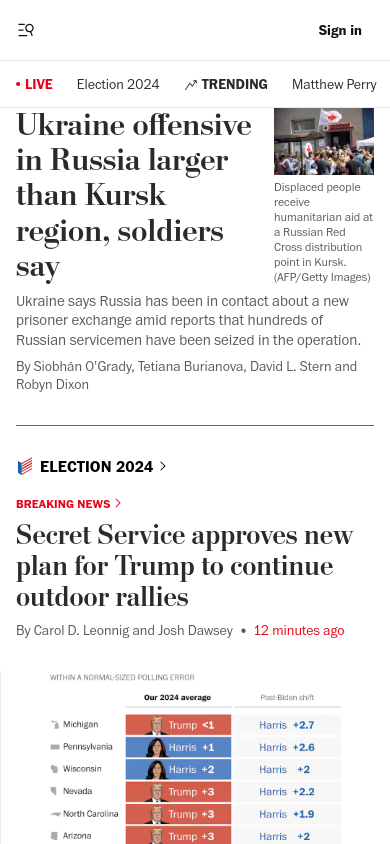 Sign in
LIVE
Election 2024
TRENDING
Matthew Perry
Ukraine offensive
in Russia larger
than Kursk
region, soldiers
say
Displaced people
receive
humanitarian aid at
a Russian Red
Cross distribution
point in Kursk.
(AFP/Getty Images)
Ukraine says Russia has been in contact about a new
prisoner exchange amid reports that hundreds of
Russian servicemen have been seized in the operation.
By Siobhán O'Grady, Tetiana Burianova, David L. Stern and
Robyn Dixon
ELECTION 2024
BREAKING NEWS
Secret Service approves new
plan for Trump to continue
outdoor rallies
By Carol D. Leonnig and Josh Dawsey • 12 minutes ago
WITHIN A NORMAL-SIZED POLLING ERROR
Our 2024 average Post-Biden shift
Michigan Trump <1 Harris +2.7
Pennsylvania Harris +1 Harris +2.6
Wisconsin Harris +2 Harris +2
Nevada Trump +3 Harris +2.2
North Carolina Trump +3 Harris +1.9
Arizona Trump +3 Harris +2